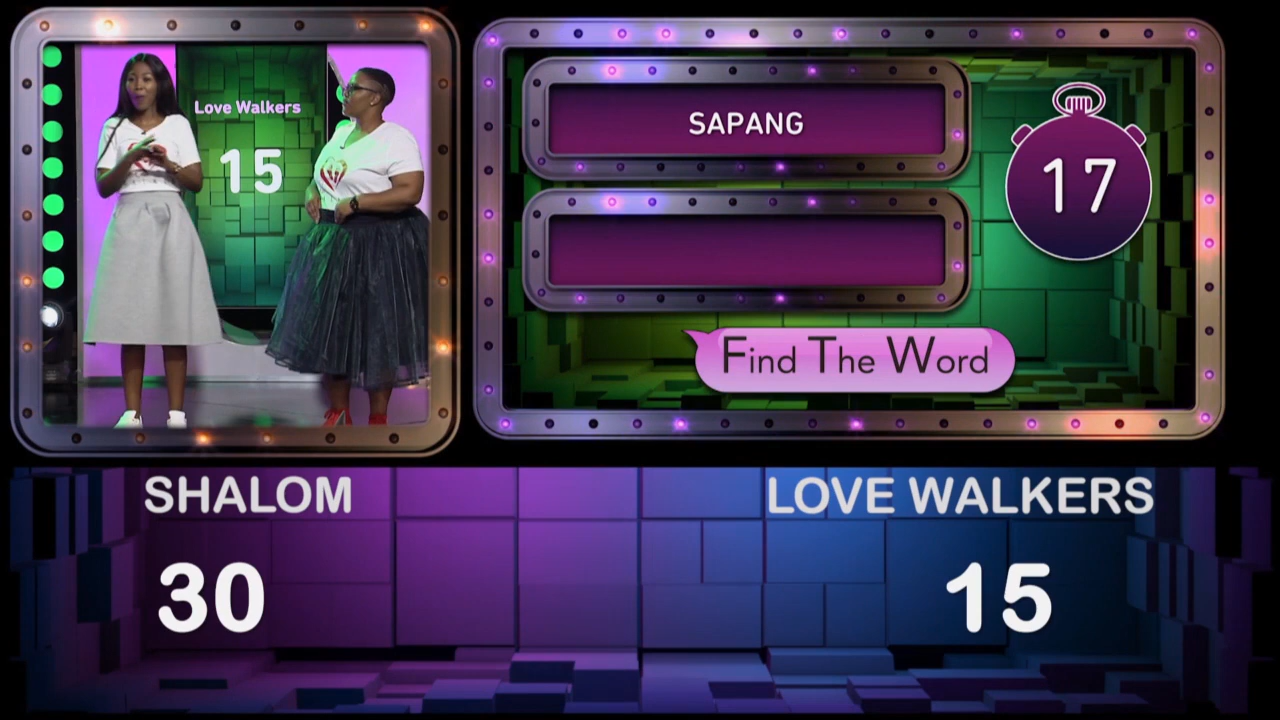 Love Walkers
15
SAPANG
17
Find The Word
SHALOM
LOVE WALKERS
30
15